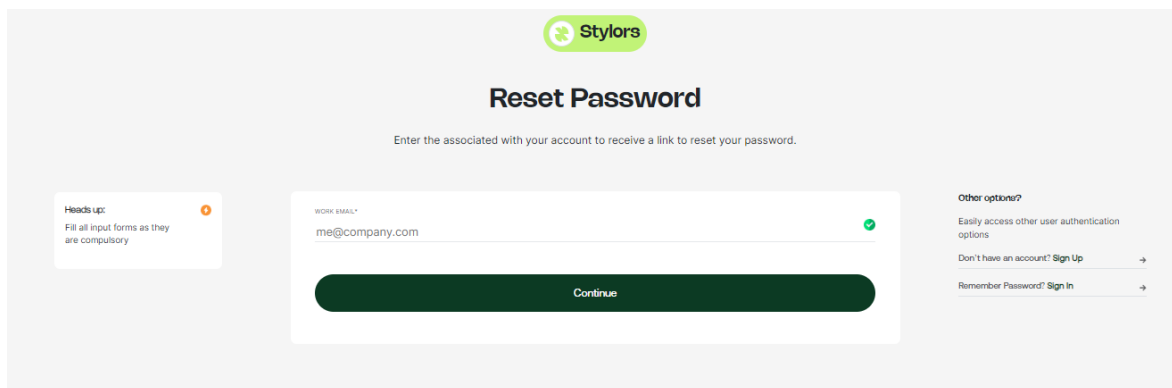 Stylors
Reset Password
Enter the associated with your account to receive a link to reset your password.
Heads up:
Fill all input forms as they
are compulsory
WORK EMAIL*
me@company.com
Continue
Other options?
Easily access other user authentication
options
Don't have an account? Sign Up
Remember Password? Sign In